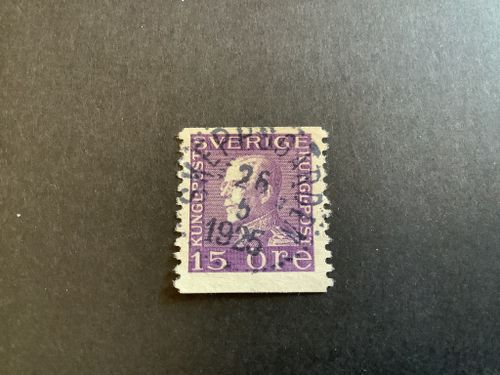 SVERIGE
KUNGL POST
KUNGL POST
26
5
1925
15 ÖRE